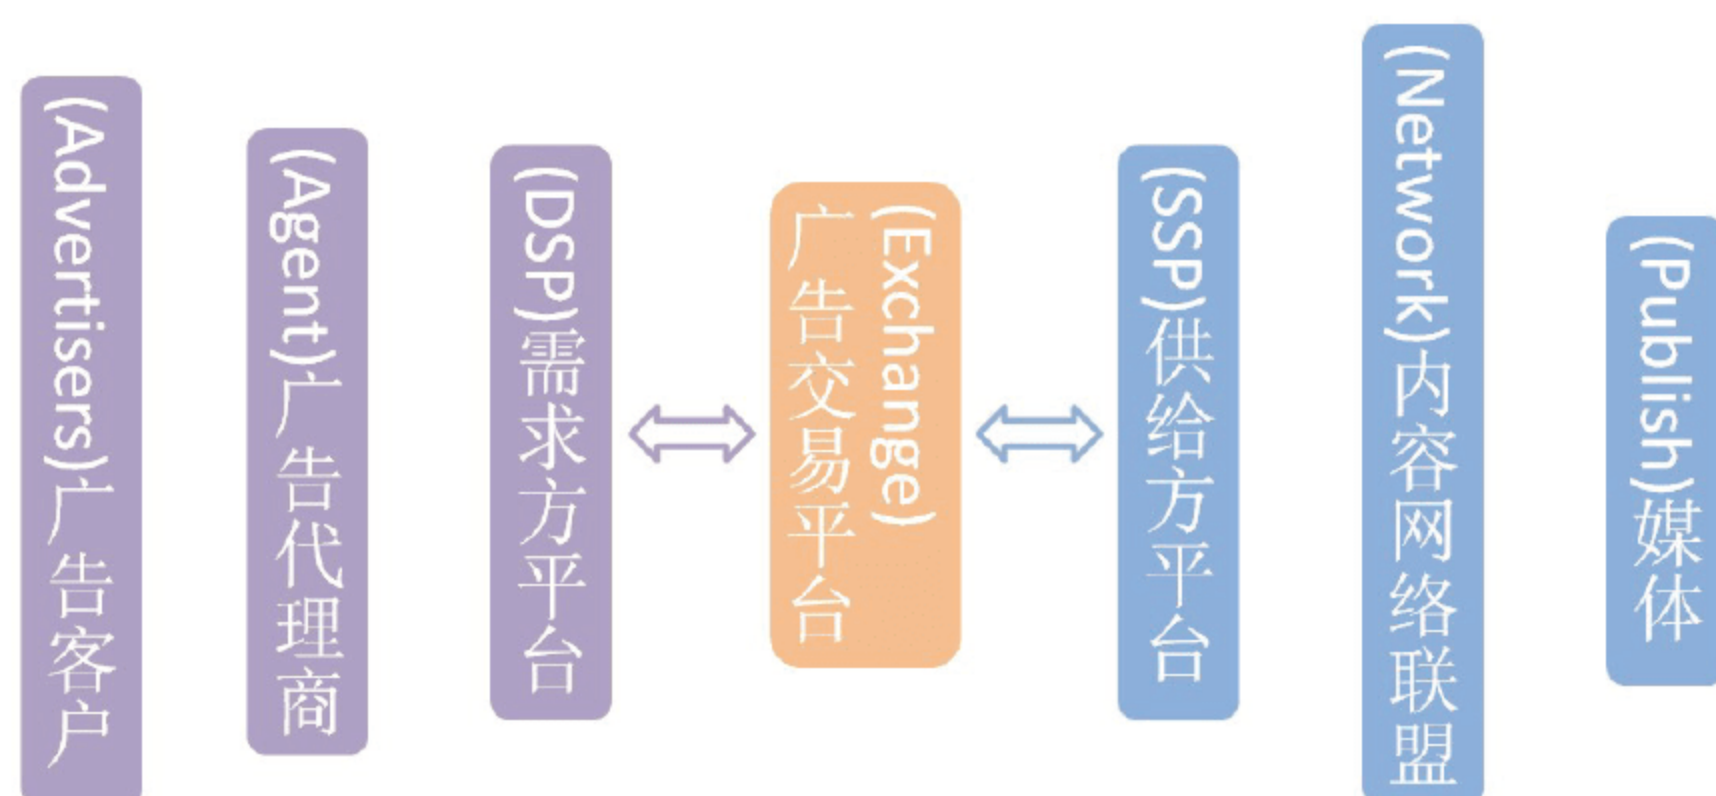 (Advertisers)广告客户
(Agent)广告代理商
(DSP)需求方平台
(Exchange)
广告交易平台
(SSP)供给方平台
(Network)内容网络联盟
(Publish)媒体